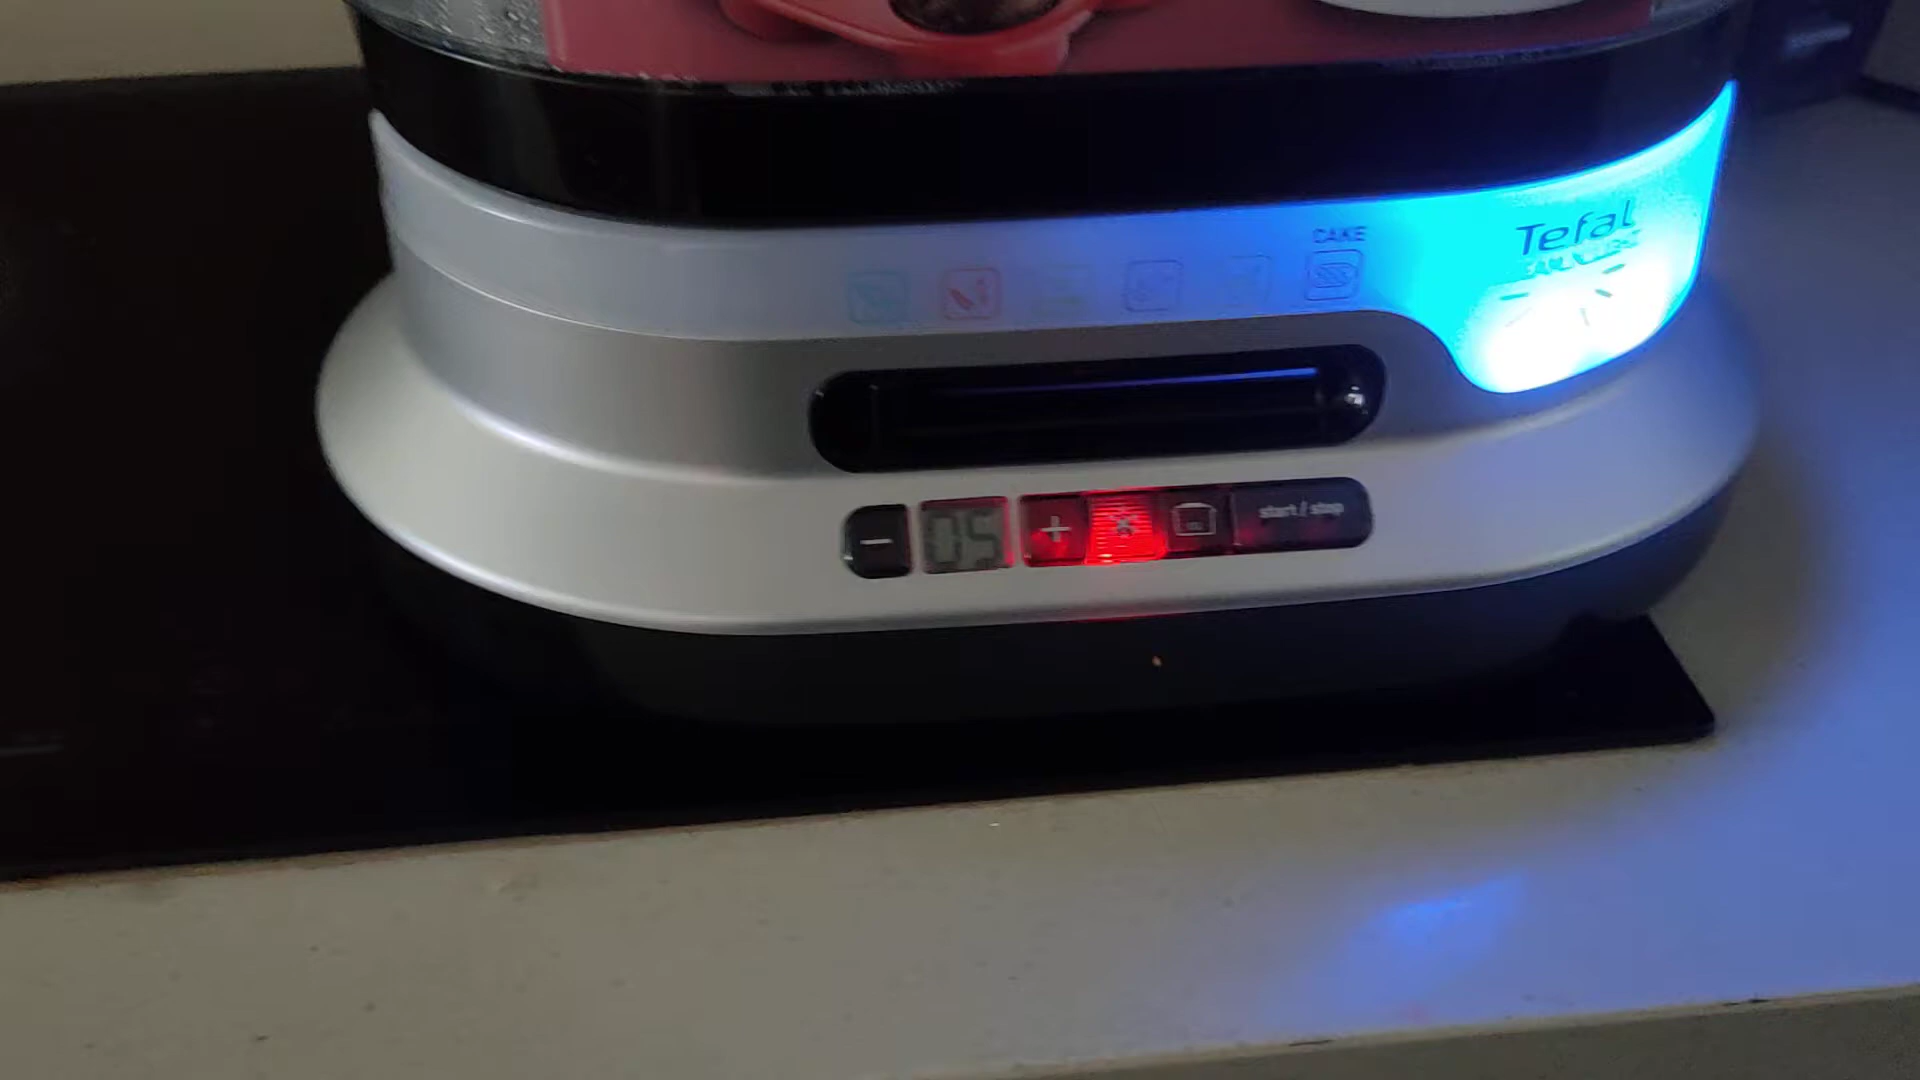 CAKE
Tefal
− 05 + start / stop